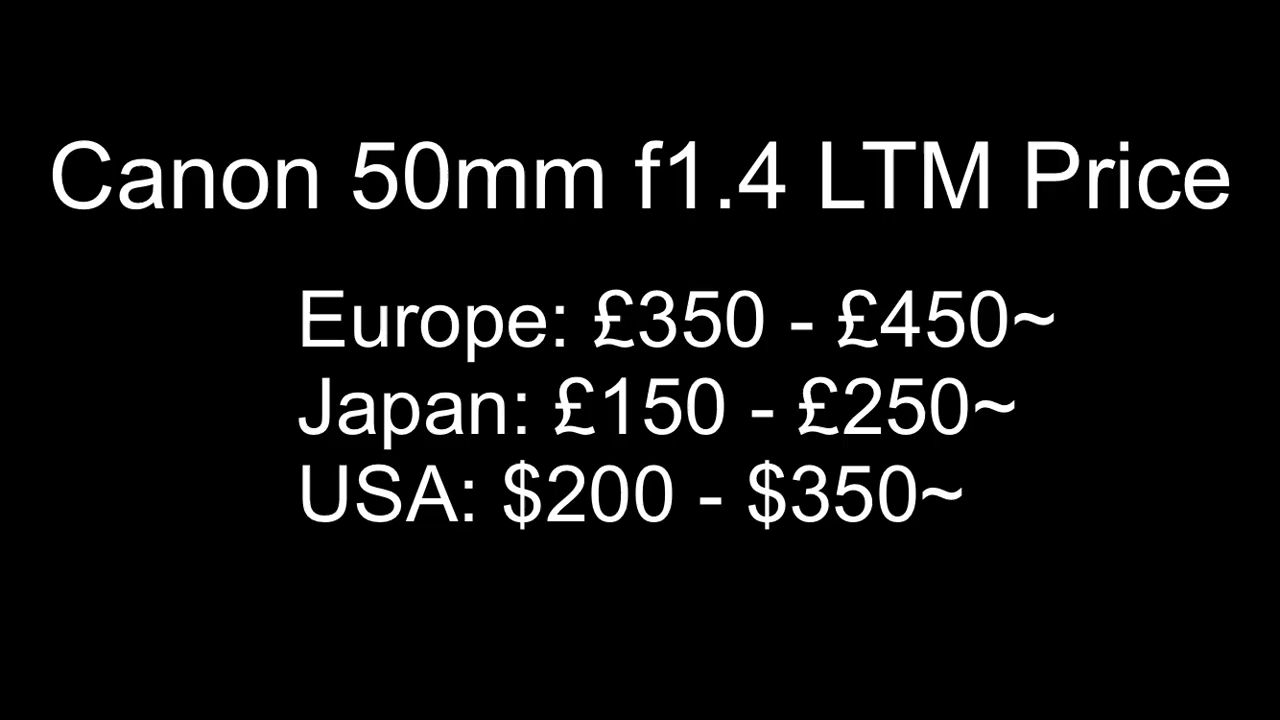 Canon 50mm f1.4 LTM Price
Europe: £350 - £450~
Japan: £150 - £250~
USA: $200 - $350~